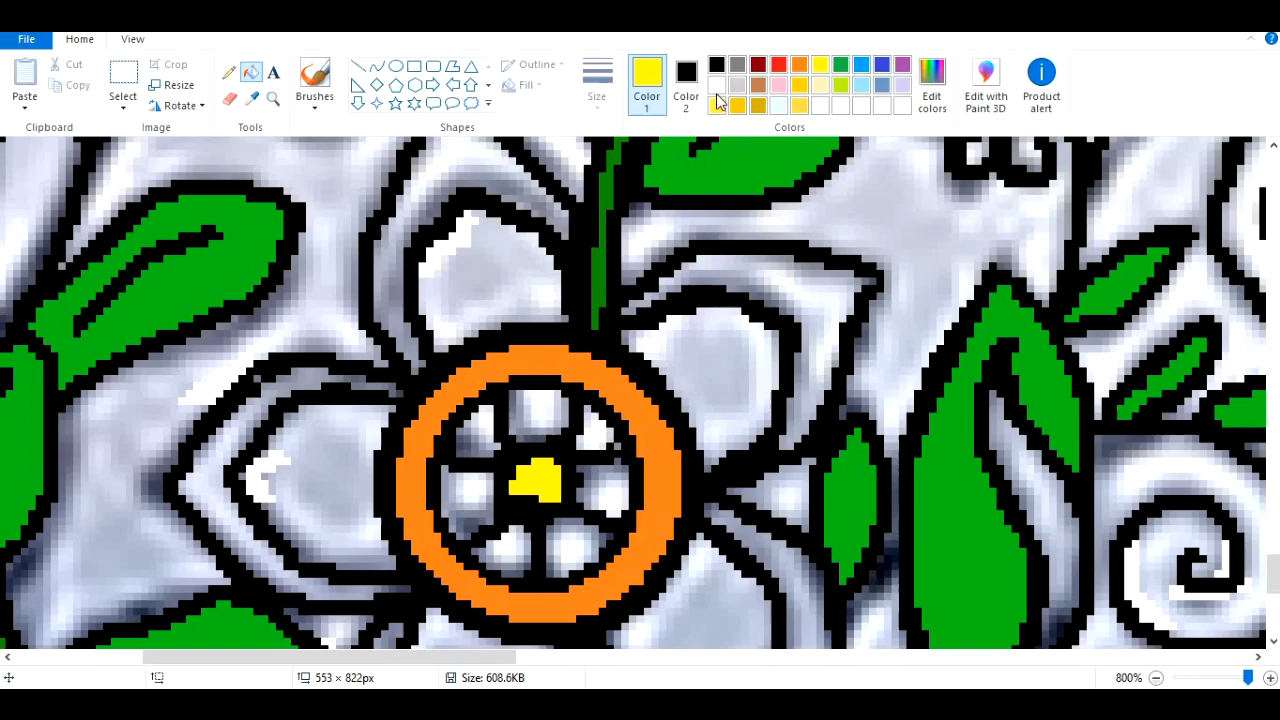 File Home View
Paste Cut Copy
Clipboard
Select Crop Resize Rotate
Image
A
Tools
Brushes
Outline Fill
Shapes
Size
Color 1
Color 2
Edit colors
Colors
Edit with Paint 3D
Product alert
553 × 822px
Size: 608.6KB
800%